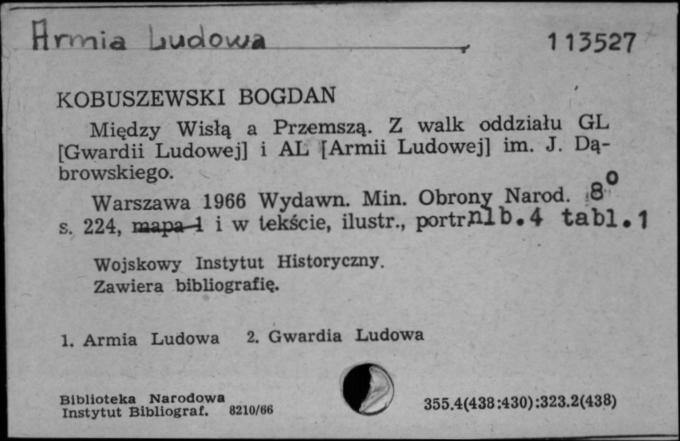 Armia Ludowa 113527
KOBUSZEWSKI BOGDAN
Między Wisłą a Przemszą. Z walk oddziału GL
[Gwardii Ludowej] i AL [Armii Ludowej] im. J. Dą-
browskiego.
Warszawa 1966 Wydawn. Min. Obrony Narod. 8°
s. 224, mapa 1 i w tekście, ilustr., portr. nlb.4 tabl.1
Wojskowy Instytut Historyczny.
Zawiera bibliografię.
1. Armia Ludowa 2. Gwardia Ludowa
Biblioteka Narodowa
Instytut Bibliograf. 8210/66 355.4(438:430):323.2(438)